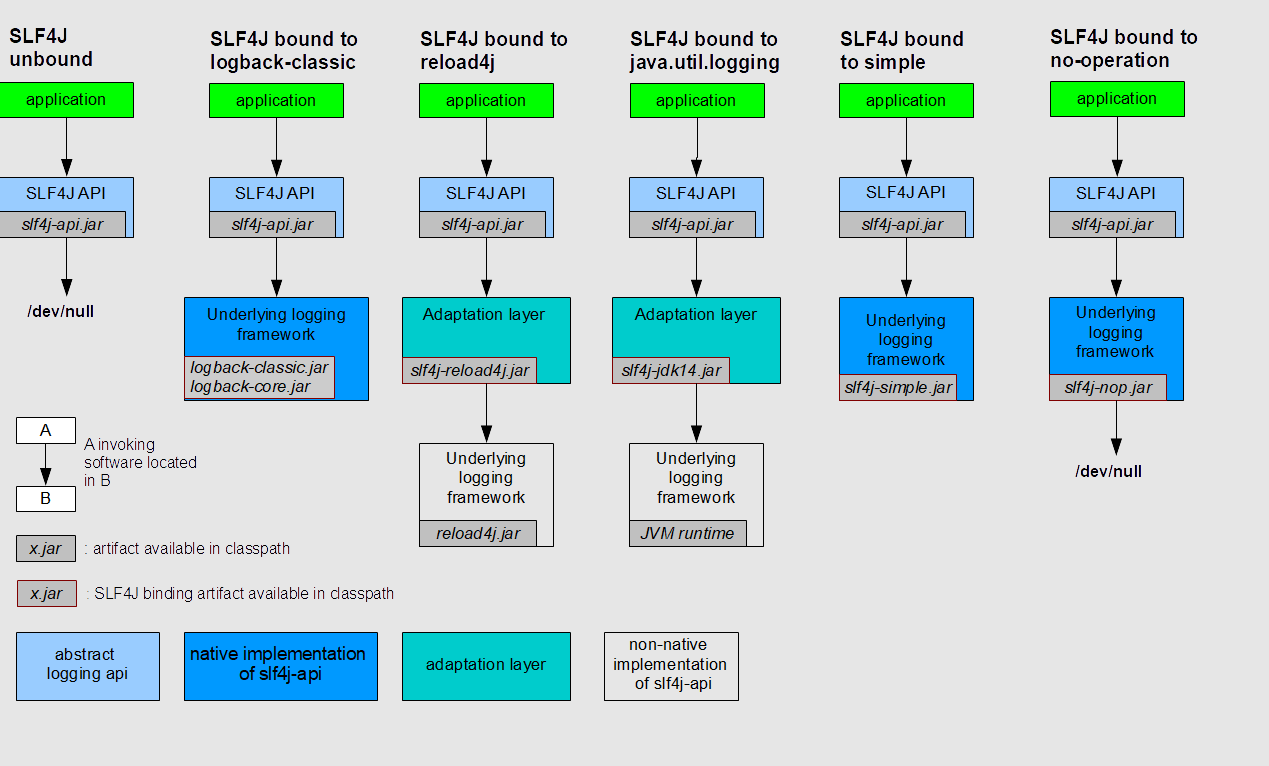 SLF4J
unbound
SLF4J bound to
logback-classic
SLF4J bound to
reload4j
SLF4J bound to
java.util.logging
SLF4J bound
to simple
SLF4J bound to
no-operation
application
application
application
application
application
application
SLF4J API
slf4j-api.jar
SLF4J API
slf4j-api.jar
SLF4J API
slf4j-api.jar
SLF4J API
slf4j-api.jar
SLF4J API
slf4j-api.jar
SLF4J API
slf4j-api.jar
/dev/null
Underlying logging
framework
logback-classic.jar
logback-core.jar
Adaptation layer
slf4j-reload4j.jar
Adaptation layer
slf4j-jdk14.jar
Underlying
logging
framework
slf4j-simple.jar
Underlying
logging
framework
slf4j-nop.jar
A
B
A invoking
software located
in B
Underlying
logging
framework
reload4j.jar
Underlying
logging
framework
JVM runtime
/dev/null
x.jar : artifact available in classpath
x.jar : SLF4J binding artifact available in classpath
abstract
logging api
native implementation
of slf4j-api
adaptation layer
non-native
implementation
of slf4j-api